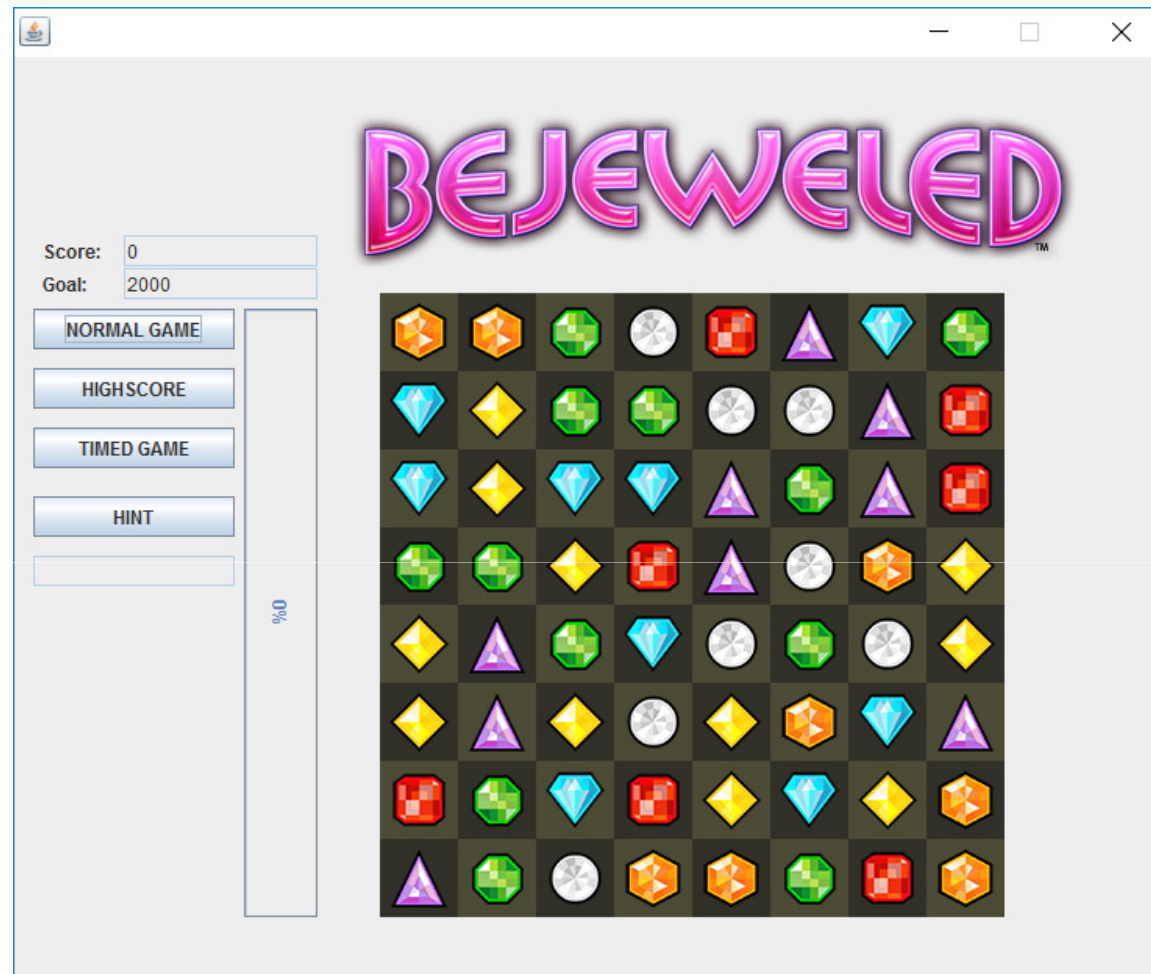 BEJEWELED
TM
Score: 0
Goal: 2000
NORMAL GAME
HIGHSCORE
TIMED GAME
HINT
0%